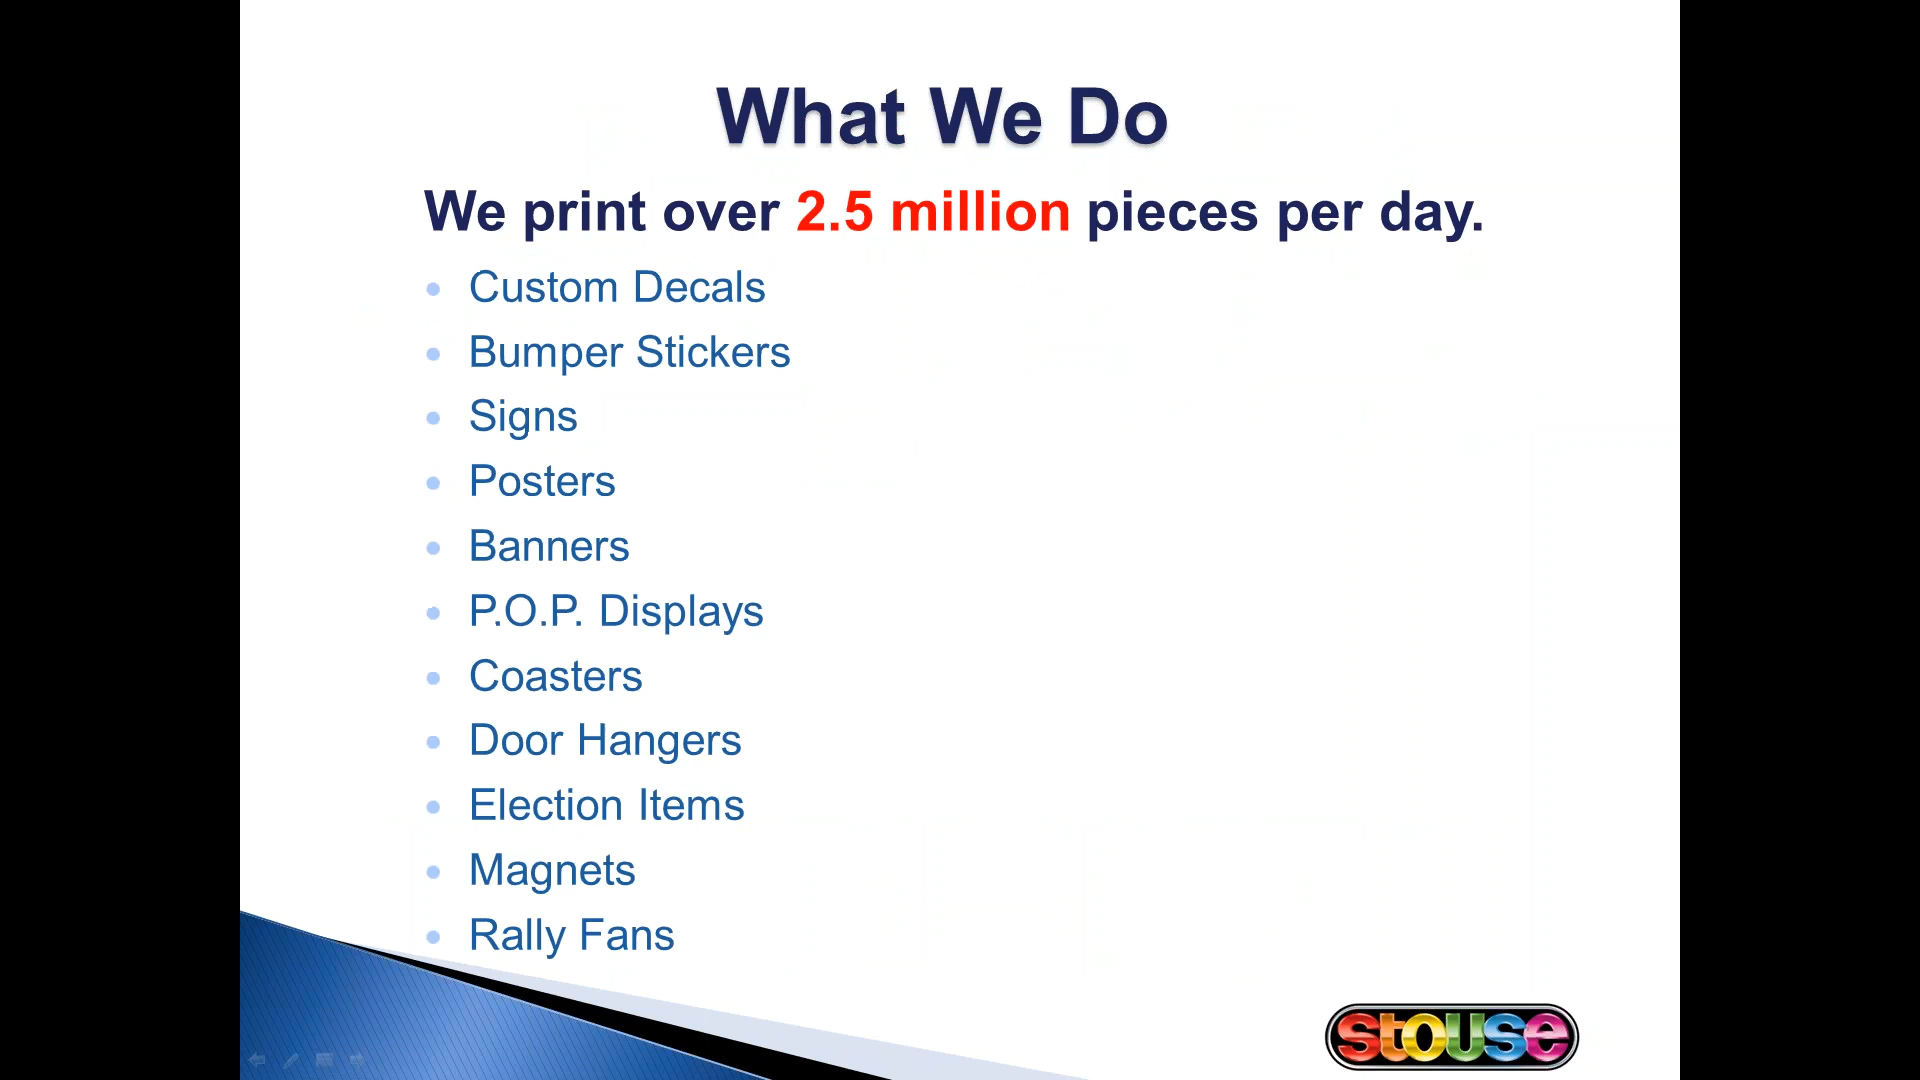 What We Do
We print over 2.5 million pieces per day.
Custom Decals
Bumper Stickers
Signs
Posters
Banners
P.O.P. Displays
Coasters
Door Hangers
Election Items
Magnets
Rally Fans
stouse